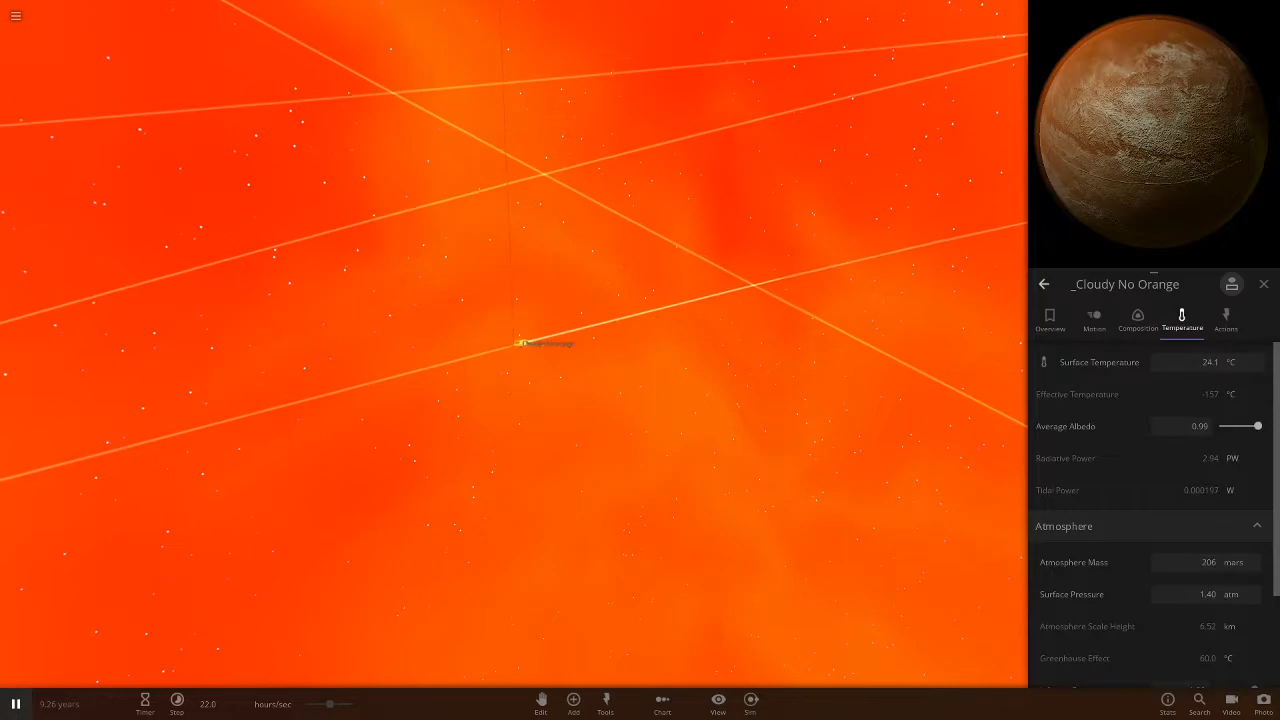 _Cloudy No Orange
Overview Motion Composition Temperature Actions
Surface Temperature 24.1 °C
Effective Temperature -157 °C
Average Albedo 0.99
Radiative Power 2.94 PW
Tidal Power 0.000197 W
Atmosphere
Atmosphere Mass 206 mars
Surface Pressure 1.40 atm
Atmosphere Scale Height 6.52 km
Greenhouse Effect 60.0 °C
9.26 years Timer Step 22.0 hours/sec Edit Add Tools Chart View Sim Stats Search Video Photo